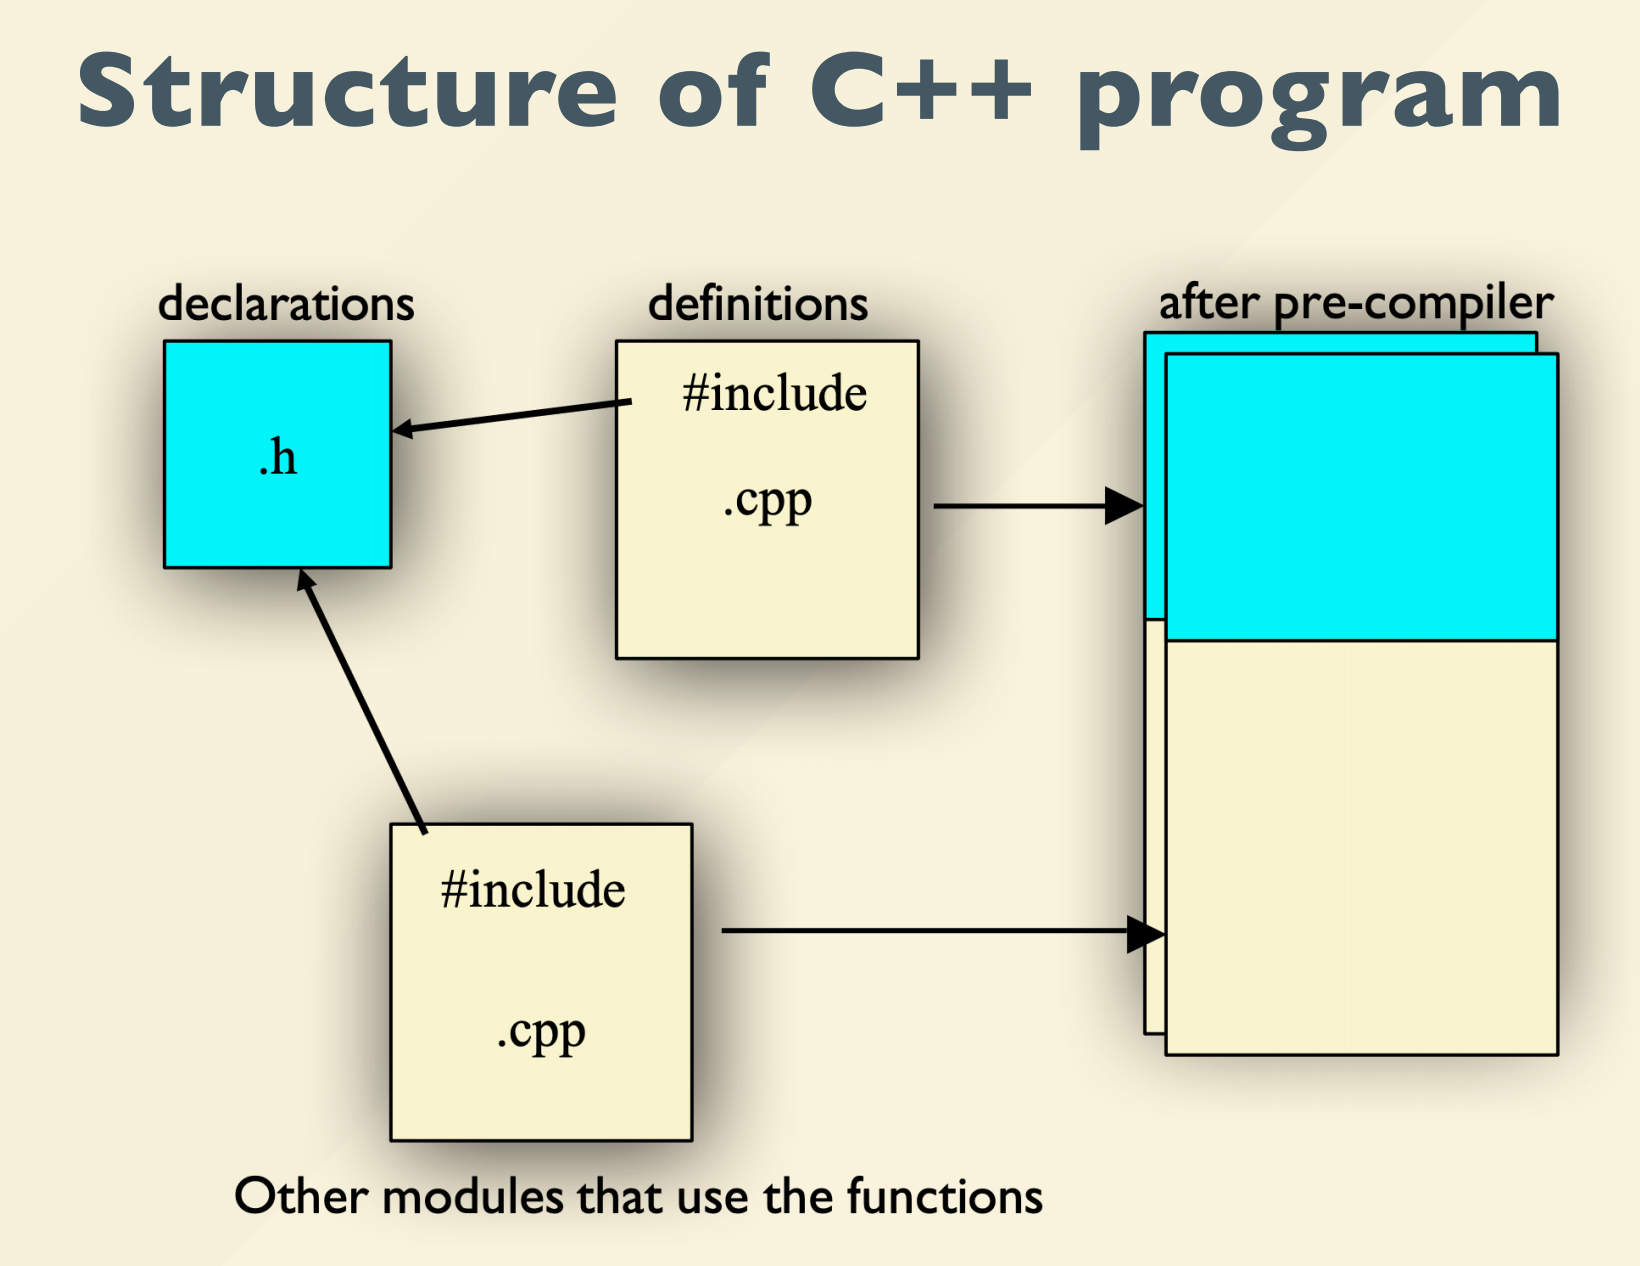 Structure of C++ program
declarations
definitions
after pre-compiler
.h
#include
.cpp
#include
.cpp
Other modules that use the functions